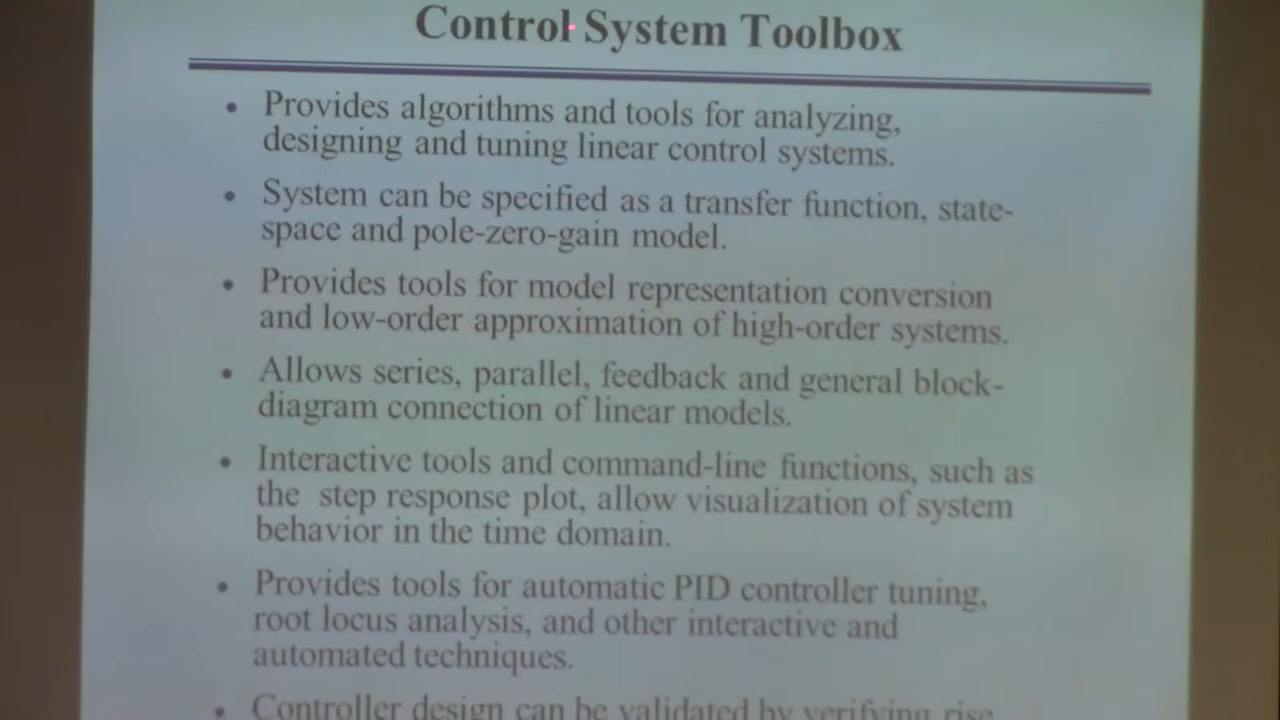 Control System Toolbox
• Provides algorithms and tools for analyzing,
designing and tuning linear control systems.
• System can be specified as a transfer function, state-
space and pole-zero-gain model.
• Provides tools for model representation conversion
and low-order approximation of high-order systems.
• Allows series, parallel, feedback and general block-
diagram connection of linear models.
• Interactive tools and command-line functions, such as
the step response plot, allow visualization of system
behavior in the time domain.
• Provides tools for automatic PID controller tuning,
root locus analysis, and other interactive and
automated techniques.
• Controller design can be validated by verifying rise